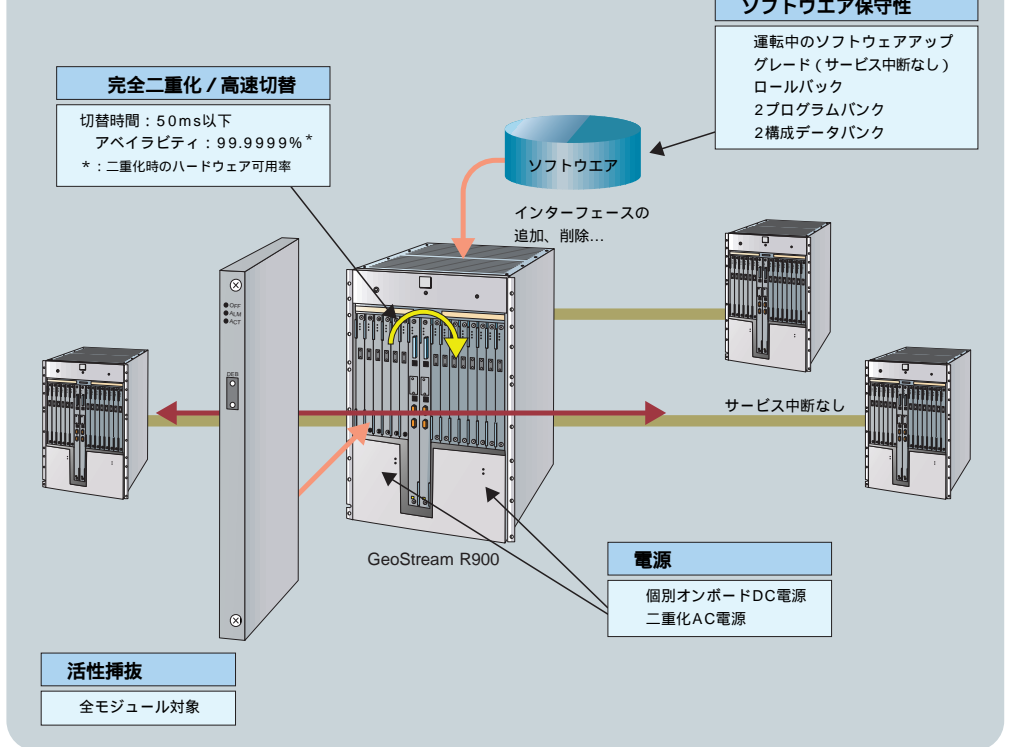 ソフトウエア保守性
運転中のソフトウェアアップ
グレード（サービス中断なし）
ロールバック
2プログラムバンク
2構成データバンク
完全二重化 / 高速切替
切替時間：50ms以下
アベイラビティ：99.9999%*
*：二重化時のハードウェア可用率
ソフトウエア
インターフェースの
追加、削除...
OFF
ALM
ACT
DEB
サービス中断なし
GeoStream R900
電源
個別オンボードDC電源
二重化AC電源
活性挿抜
全モジュール対象